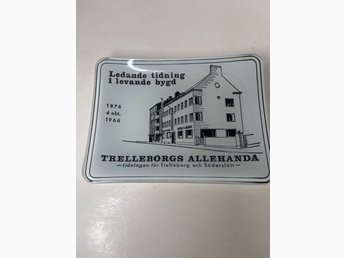 Ledande tidning
i levande bygd
1876
4 okt.
1966
TRELLEBORGS ALLEHANDA
—tidningen för Trelleborg och Söderslätt—